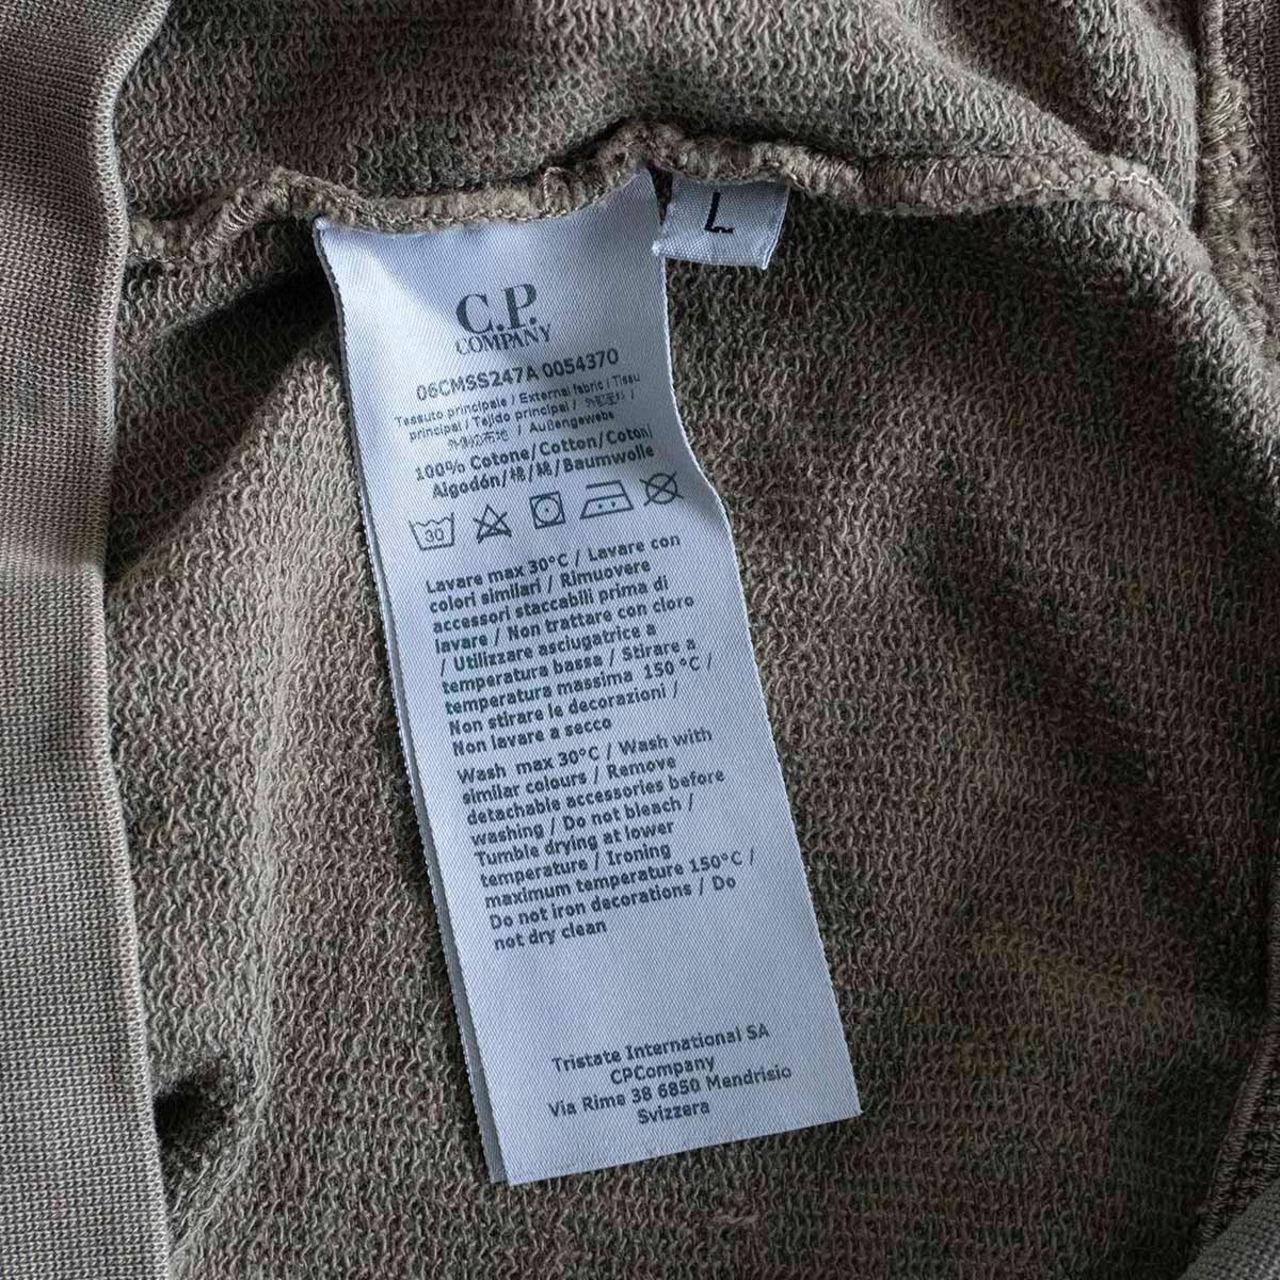 L
C.P.
COMPANY
06CMSS247A 0054370
Tessuto principale / External fabric / Tissu
principal / Tejido principal / /
/ Außengewebe
100% Cotone/Cotton/Coton/
Algodón/棉/綿/Baumwolle
30
Lavare max 30°C / Lavare con
colori similari / Rimuovere
accessori staccabili prima di
lavare / Non trattare con cloro
/ Utilizzare asciugatrice a
temperatura bassa / Stirare a
temperatura massima 150 °C /
Non stirare le decorazioni /
Non lavare a secco
Wash max 30°C / Wash with
similar colours / Remove
detachable accessories before
washing / Do not bleach /
Tumble drying at lower
temperature / Ironing
maximum temperature 150°C /
Do not iron decorations / Do
not dry clean
Tristate International SA
CPCompany
Via Rime 38 6850 Mendrisio
Svizzera